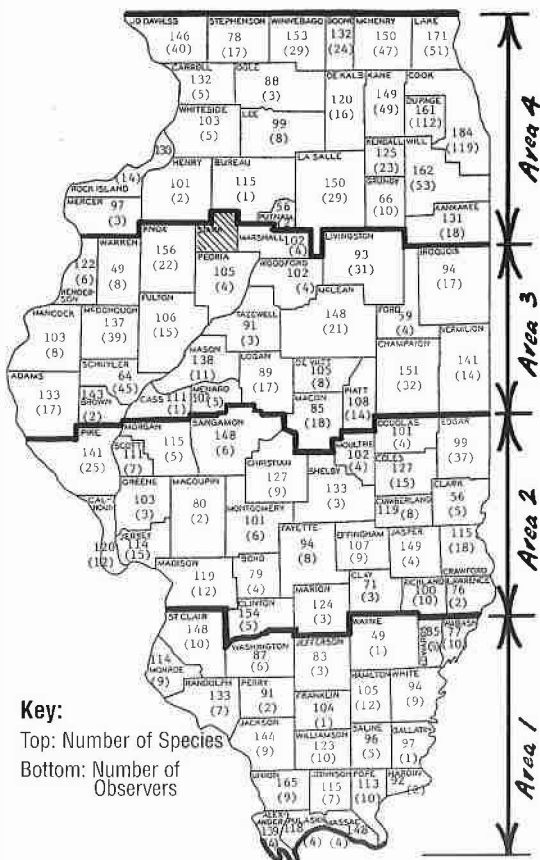 JO DAVIESS STEPHENSON WINNEBAGO BOONE McHENRY LAKE
146 78 153 132 150 171
(40) (17) (29) (24) (47) (51)
CARROLL OGLE DE KALB KANE COOK
132 88 120 149 184
(5) (3) (16) (49) (119)
DUPAGE
161
(112)
WHITESIDE LEE KENDALL WILL
103 99 125 162
(5) (8) (23) (53)
ROCK ISLAND HENRY BUREAU LA SALLE GRUNDY
130 101 115 150 66
(14) (2) (1) (29) (10)
MERCER PUTNAM KANKAKEE
97 56 131
(3) (2) (18)
Area 4
KNOX STARK MARSHALL LIVINGSTON IROQUOIS
156 102 93 94
(22) (4) (31) (17)
HENDERSON WARREN PEORIA WOODFORD
122 49 105 102
(6) (8) (4) (4)
HANCOCK McDONOUGH FULTON TAZEWELL McLEAN FORD
103 137 106 91 148 59
(8) (39) (15) (3) (21) (4)
CHAMPAIGN VERMILION
151 141
(32) (14)
ADAMS SCHUYLER MASON LOGAN DE WITT PIATT
133 64 138 89 105 108
(17) (45) (11) (17) (8) (14)
BROWN CASS MENARD MACON
143 111 101 85
(2) (1) (5) (18)
Area 3
PIKE SCOTT MORGAN SANGAMON MOULTRIE DOUGLAS EDGAR
141 111 115 148 102 101 99
(25) (7) (5) (6) (4) (4) (37)
CHRISTIAN SHELBY COLES CLARK
127 133 127 56
(9) (3) (15) (5)
GREENE MACOUPIN MONTGOMERY CUMBERLAND
103 80 101 119
(3) (2) (6) (8)
CALHOUN JERSEY FAYETTE EFFINGHAM JASPER CRAWFORD
120 114 94 107 149 115
(12) (15) (8) (9) (4) (18)
MADISON BOND CLAY RICHLAND LAWRENCE
119 79 71 100 76
(12) (4) (3) (10) (2)
CLINTON MARION
154 124
(5) (3)
Area 2
ST CLAIR WASHINGTON JEFFERSON WAYNE EDWARDS WABASH
148 87 83 49 85 77
(10) (6) (3) (1) (10)
MONROE RANDOLPH PERRY FRANKLIN HAMILTON WHITE
114 133 91 104 105 94
(9) (7) (2) (1) (12) (9)
JACKSON WILLIAMSON SALINE GALLATIN
144 123 96 97
(9) (10) (5) (1)
UNION JOHNSON POPE HARDIN
165 115 113 92
(9) (7) (10) (2)
ALEXANDER PULASKI MASSAC
139 118 148
(4) (4) (4)
Area 1
Key:
Top: Number of Species
Bottom: Number of
Observers